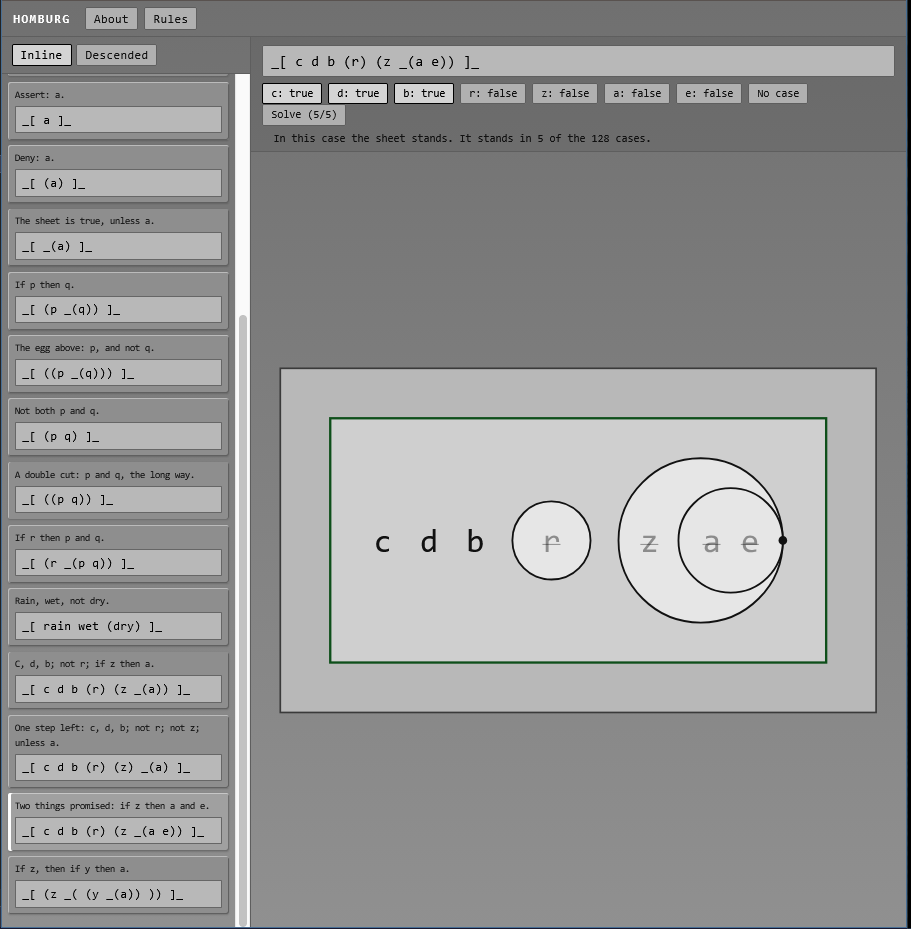 HOMBURG About Rules
Inline Descended
Assert: a.
_[ a ]_
Deny: a.
_[ (a) ]_
The sheet is true, unless a.
_[ _(a) ]_
If p then q.
_[ (p _(q)) ]_
The egg above: p, and not q.
_[ ((p _(q))) ]_
Not both p and q.
_[ (p q) ]_
A double cut: p and q, the long way.
_[ ((p q)) ]_
If r then p and q.
_[ (r _(p q)) ]_
Rain, wet, not dry.
_[ rain wet (dry) ]_
C, d, b; not r; if z then a.
_[ c d b (r) (z _(a)) ]_
One step left: c, d, b; not r; not z;
unless a.
_[ c d b (r) (z) _(a) ]_
Two things promised: if z then a and e.
_[ c d b (r) (z _(a e)) ]_
If z, then if y then a.
_[ (z _( (y _(a)) )) ]_
_[ c d b (r) (z _(a e)) ]_
c: true d: true b: true r: false z: false a: false e: false No case
Solve (5/5)
In this case the sheet stands. It stands in 5 of the 128 cases.
c d b r z a e